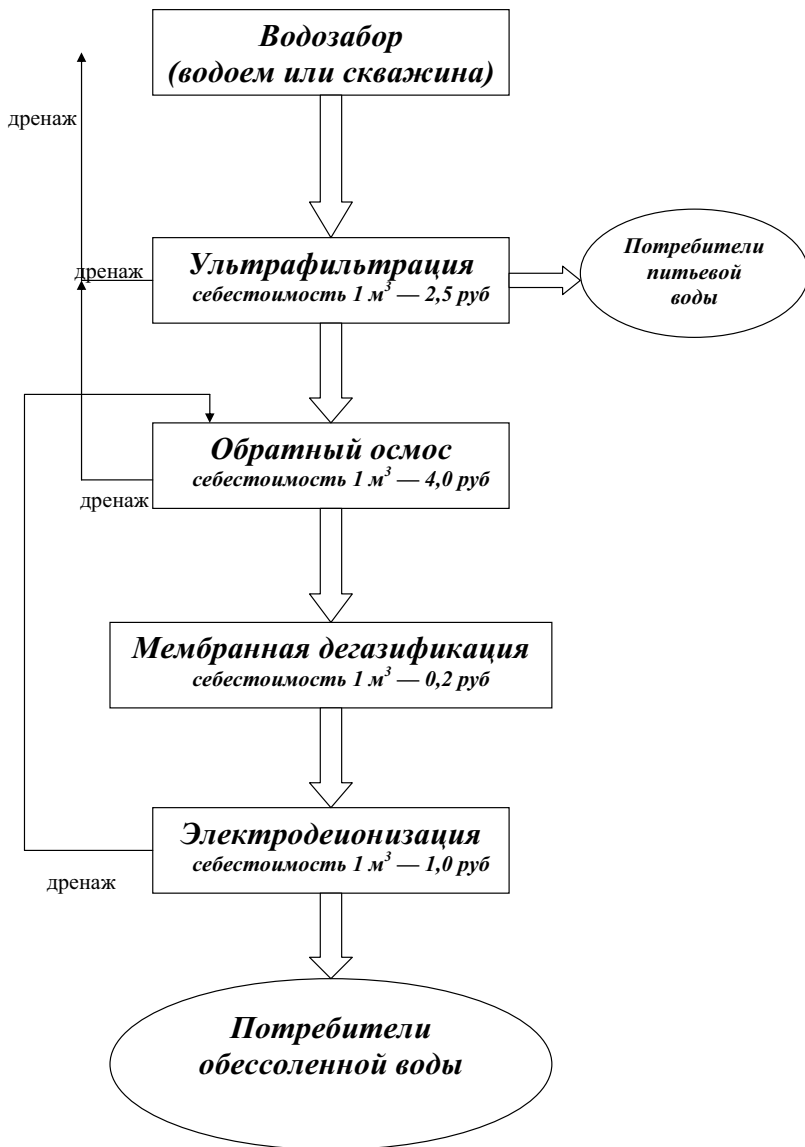 Водозабор
(водоем или скважина)
дренаж
дренаж
Ультрафильтрация
себестоимость 1 м³ — 2,5 руб
Потребители
питьевой
воды
Обратный осмос
себестоимость 1 м³ — 4,0 руб
дренаж
Мембранная дегазификация
себестоимость 1 м³ — 0,2 руб
Электродеионизация
себестоимость 1 м³ — 1,0 руб
дренаж
Потребители
обессоленной воды